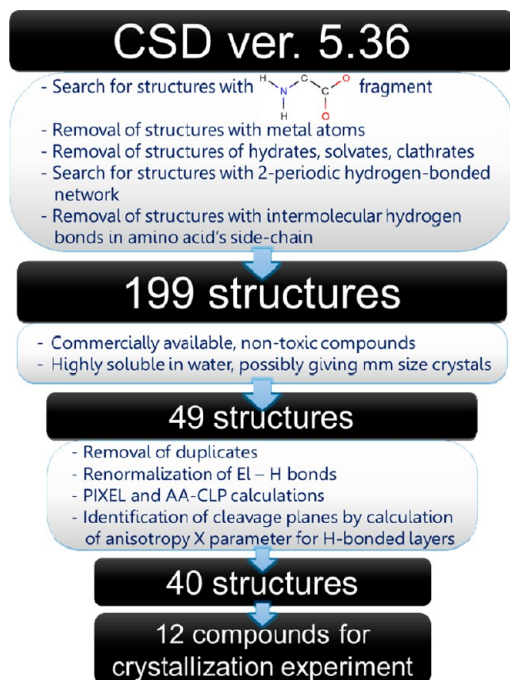 CSD ver. 5.36
- Search for structures with H N H C C O O fragment
- Removal of structures with metal atoms
- Removal of structures of hydrates, solvates, clathrates
- Search for structures with 2-periodic hydrogen-bonded
network
- Removal of structures with intermolecular hydrogen
bonds in amino acid's side-chain
199 structures
- Commercially available, non-toxic compounds
- Highly soluble in water, possibly giving mm size crystals
49 structures
- Removal of duplicates
- Renormalization of El – H bonds
- PIXEL and AA-CLP calculations
- Identification of cleavage planes by calculation
of anisotropy X parameter for H-bonded layers
40 structures
12 compounds for
crystallization experiment